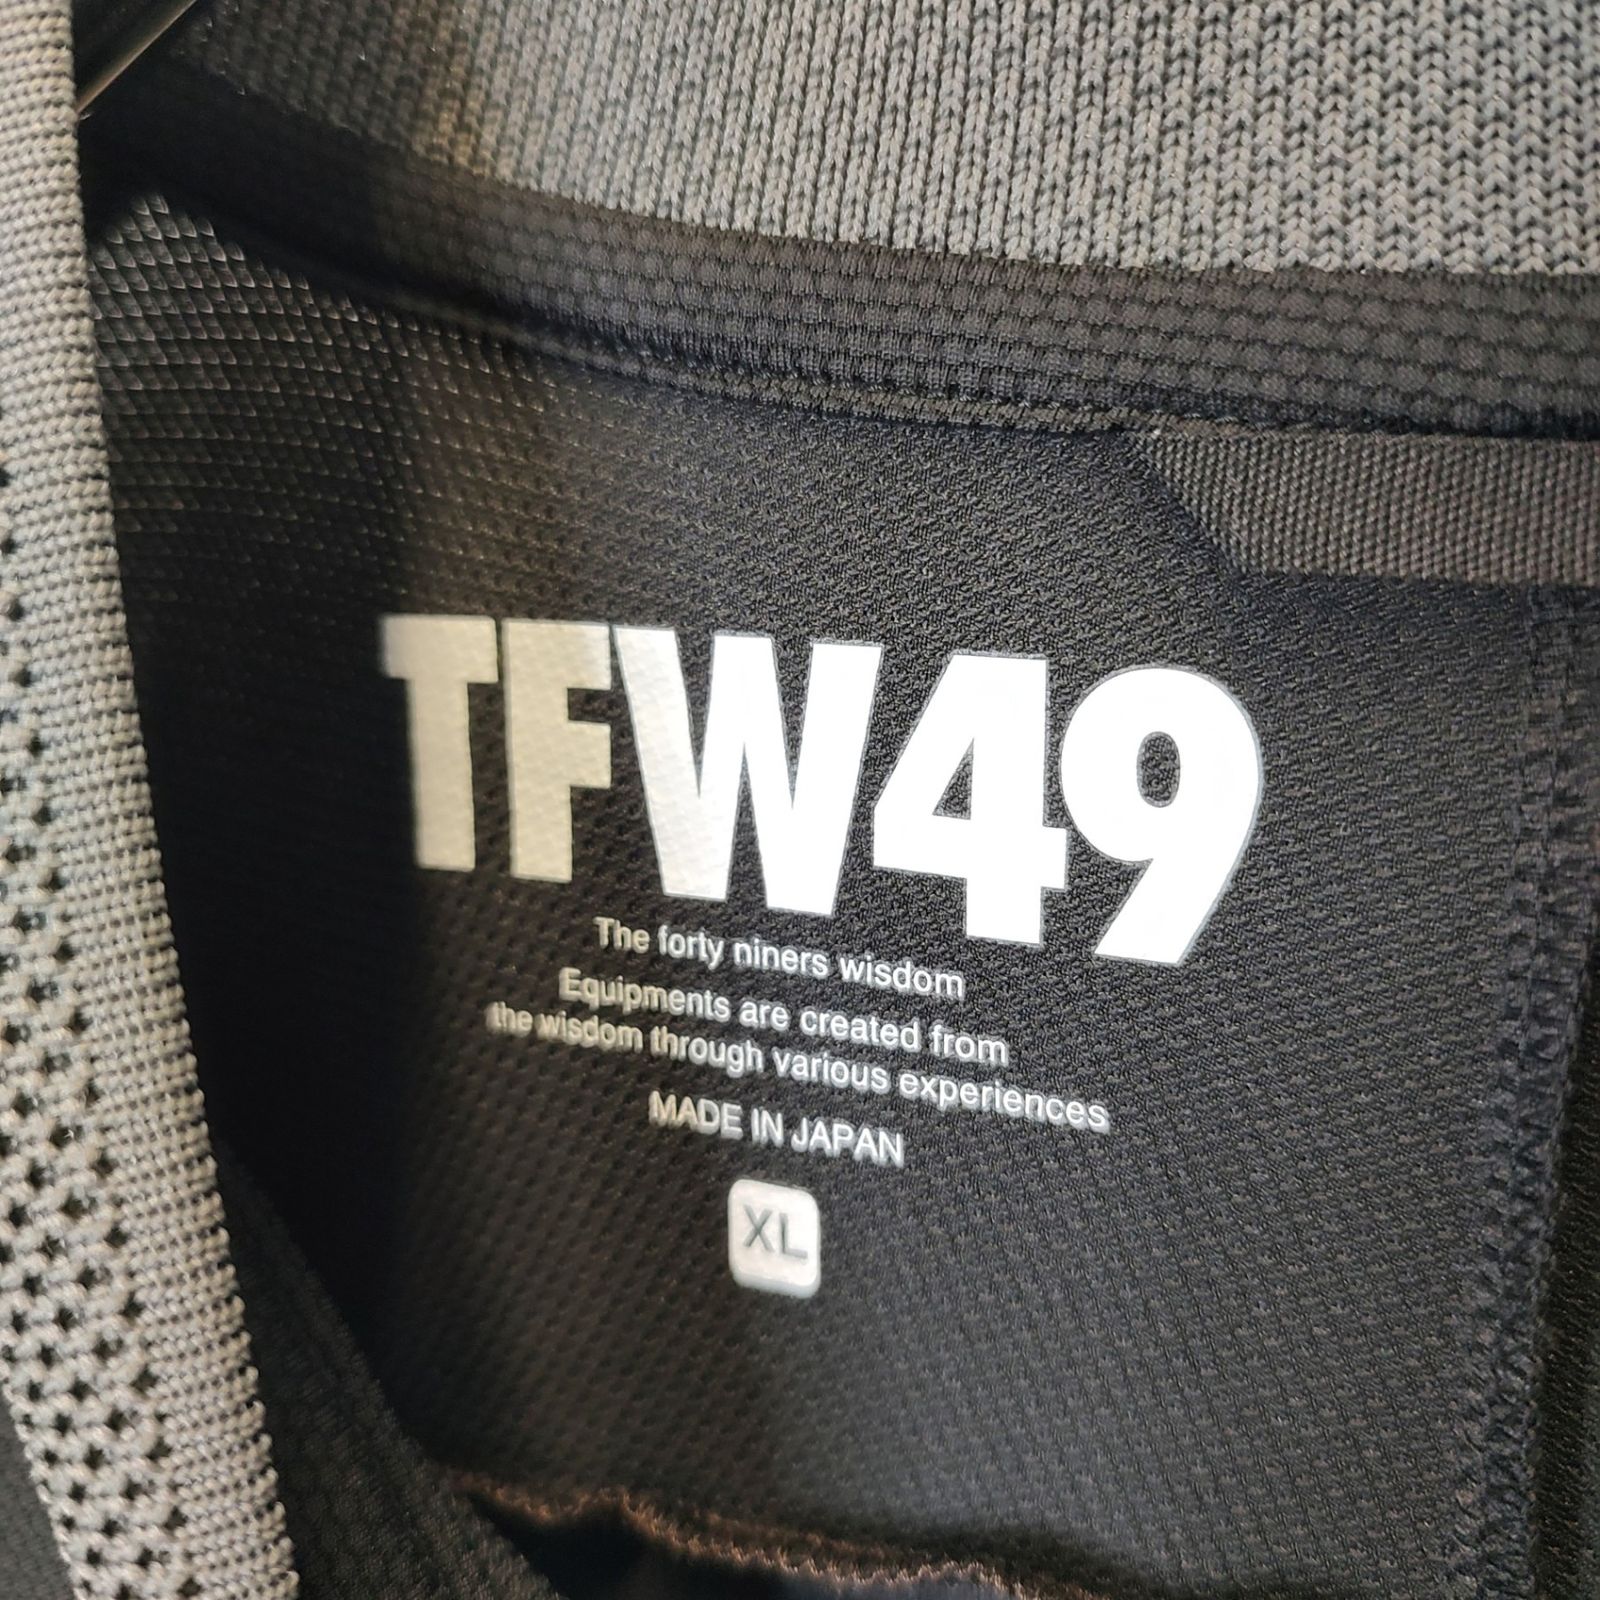 TFW49
The forty niners wisdom
Equipments are created from
the wisdom through various experiences
MADE IN JAPAN
XL